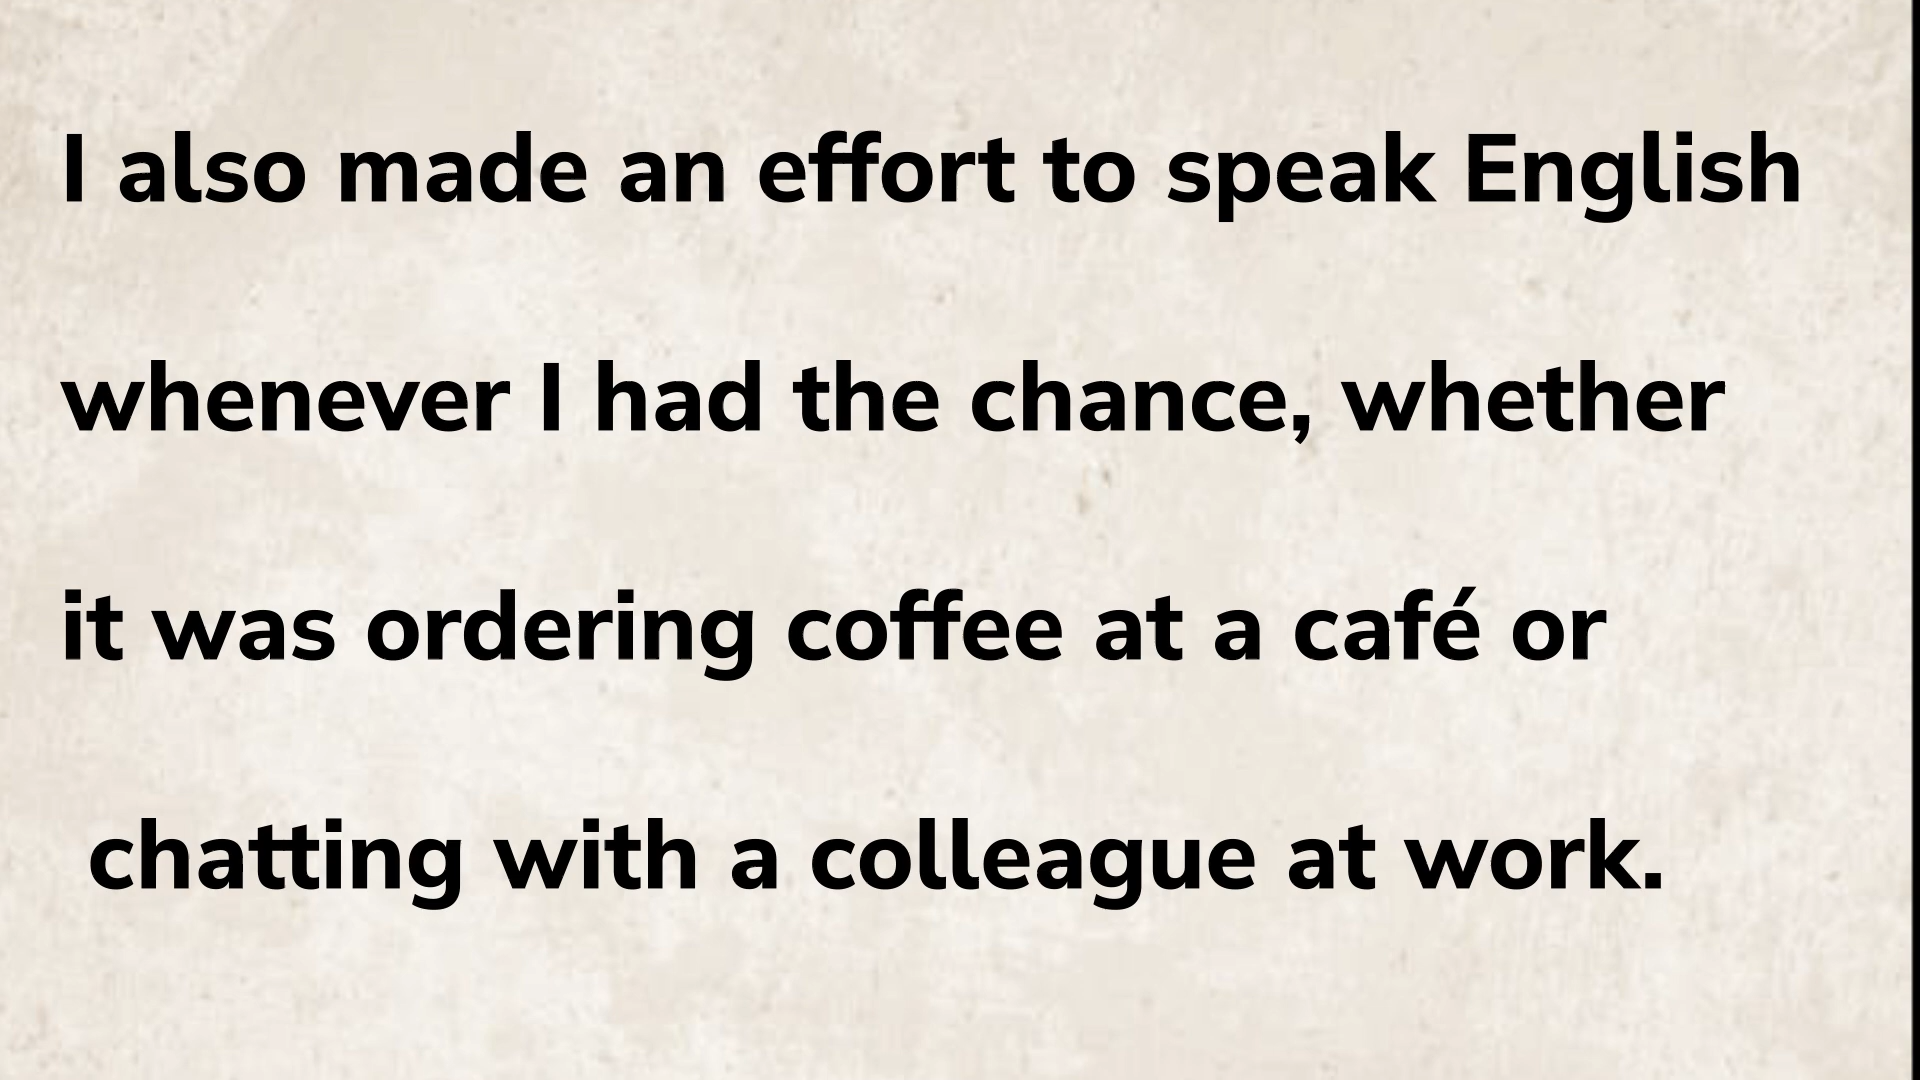 I also made an effort to speak English
whenever I had the chance, whether
it was ordering coffee at a café or
chatting with a colleague at work.